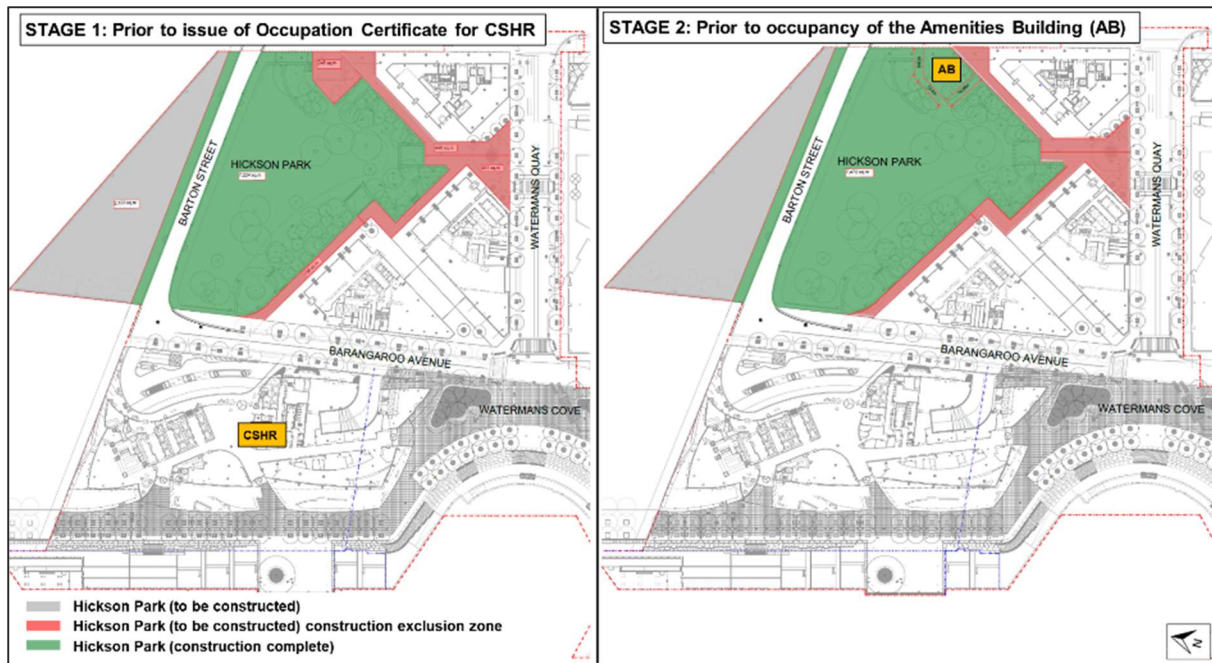 STAGE 1: Prior to issue of Occupation Certificate for CSHR
HICKSON PARK
BARTON STREET
WATERMANS QUAY
BARANGAROO AVENUE
WATERMANS COVE
CSHR
Hickson Park (to be constructed)
Hickson Park (to be constructed) construction exclusion zone
Hickson Park (construction complete)
STAGE 2: Prior to occupancy of the Amenities Building (AB)
AB
HICKSON PARK
BARTON STREET
WATERMANS QUAY
BARANGAROO AVENUE
WATERMANS COVE
N